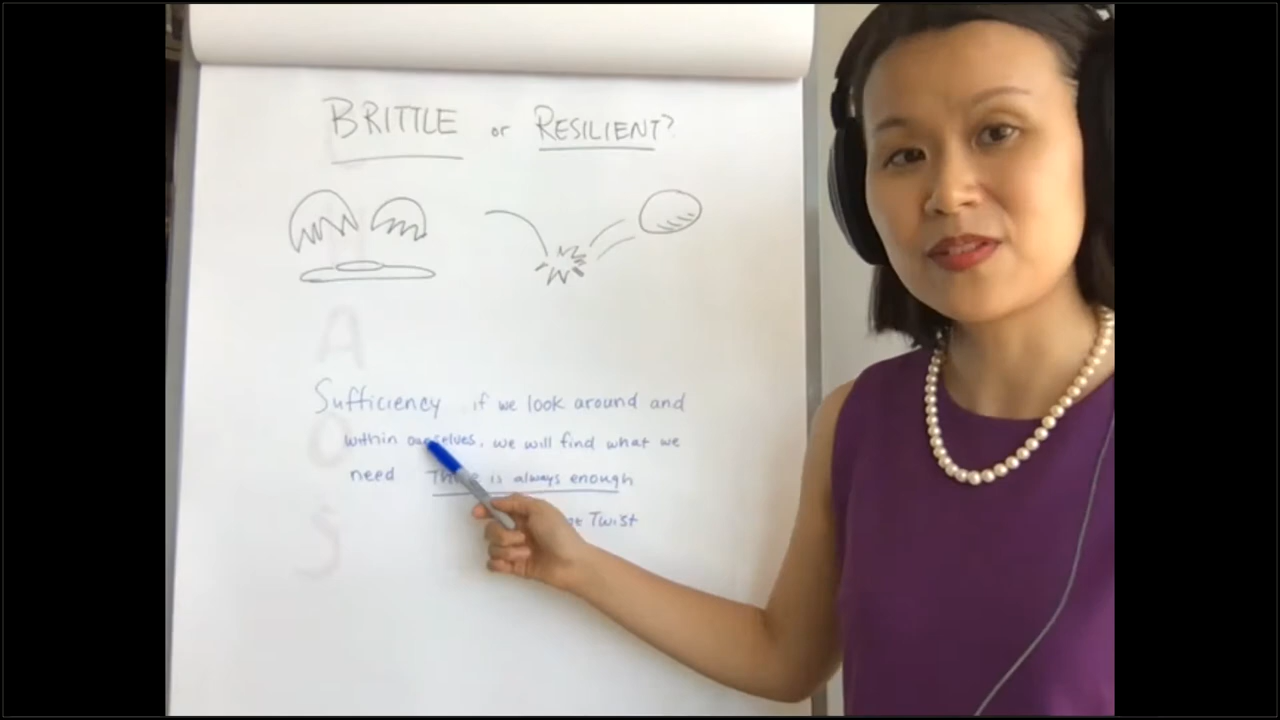 BRITTLE or RESILIENT?
A
Sufficiency if we look around and
within ourselves, we will find what we
need There is always enough
Twist
S